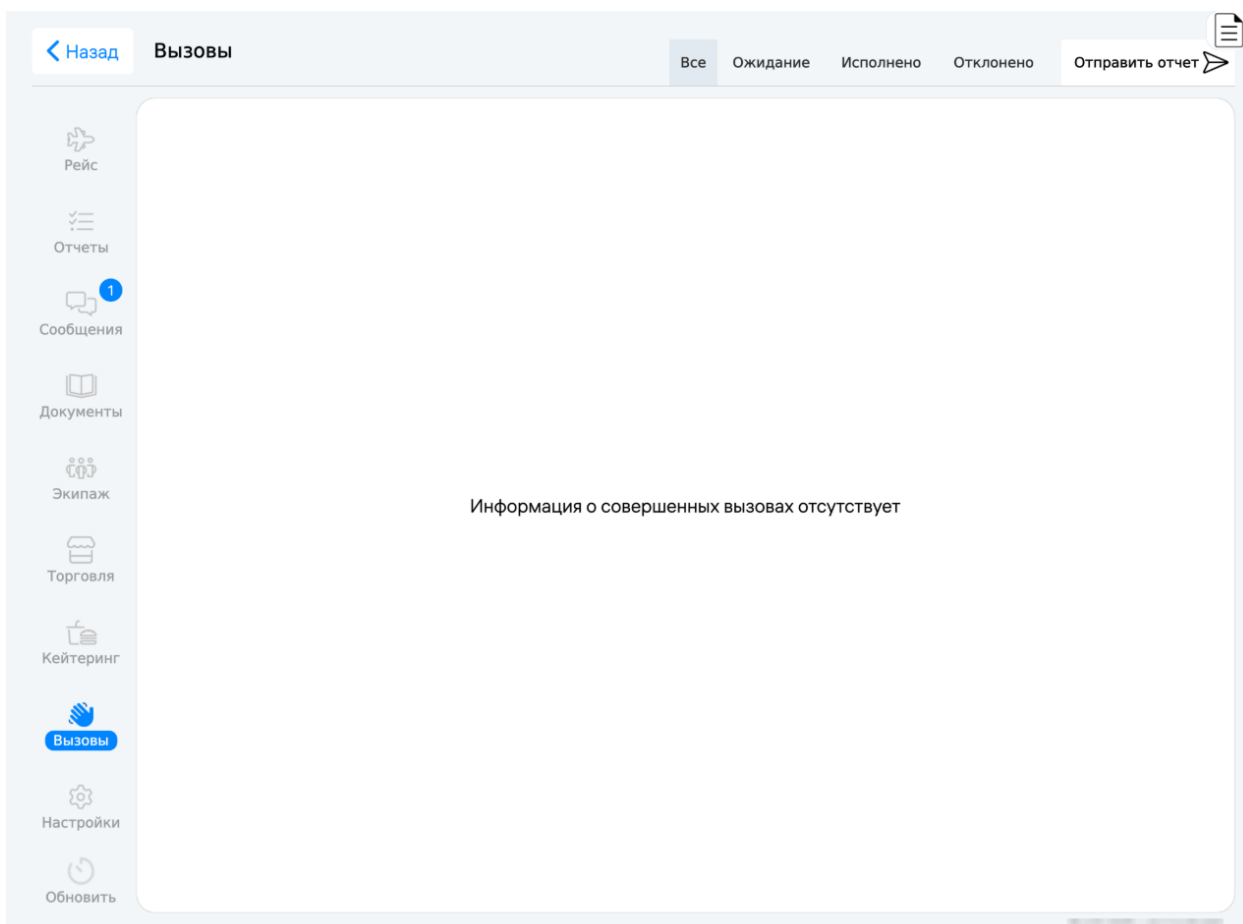 Назад
Вызовы
Все
Ожидание
Исполнено
Отклонено
Отправить отчет
Рейс
Отчеты
1
Сообщения
Документы
Экипаж
Торговля
Кейтеринг
Вызовы
Настройки
Обновить
Информация о совершенных вызовах отсутствует